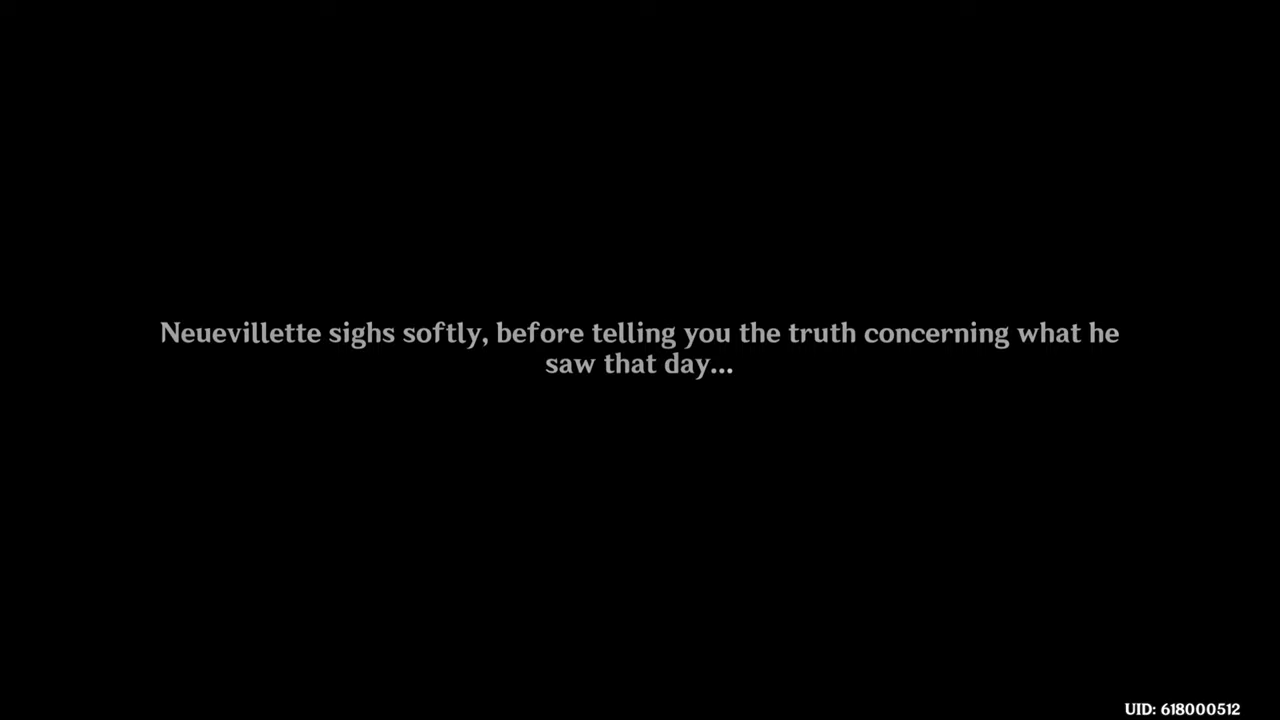 Neuevillette sighs softly, before telling you the truth concerning what he
saw that day...
UID: 618000512